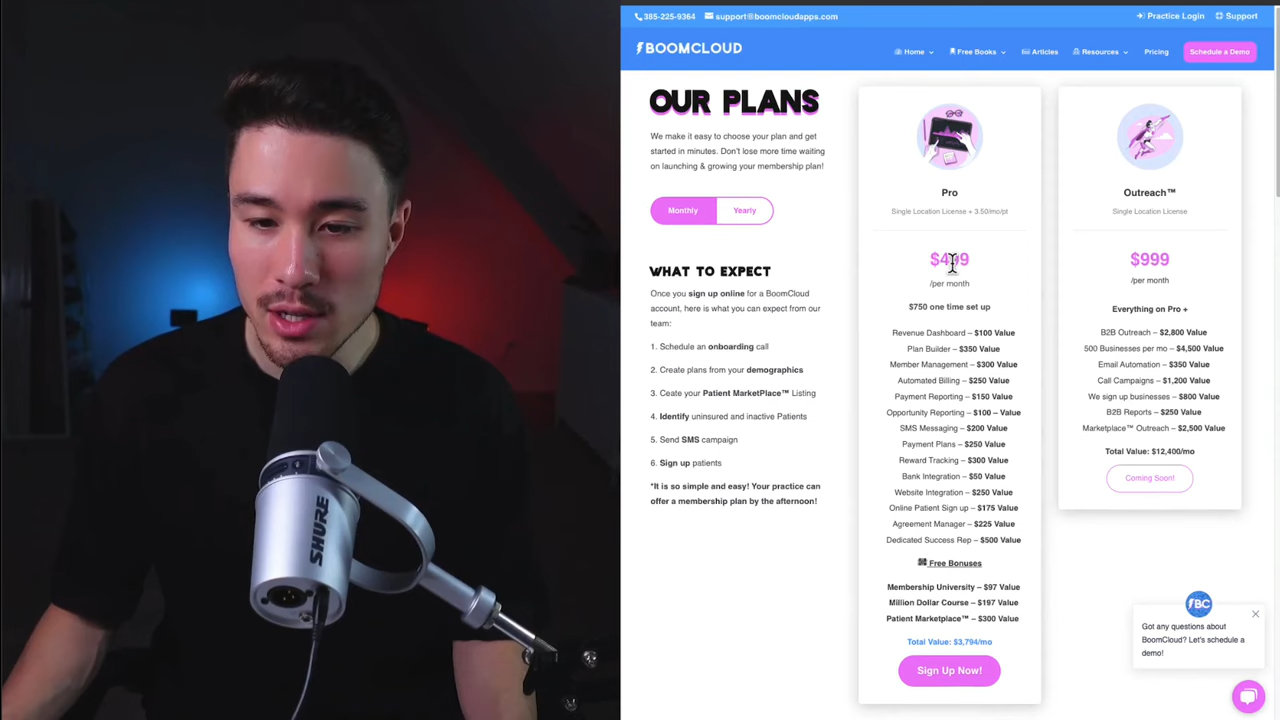 385-225-9364
support@boomcloudapps.com
Practice Login
Support
BOOMCLOUD
Home
Free Books
Articles
Resources
Pricing
Schedule a Demo
OUR PLANS
We make it easy to choose your plan and get
started in minutes. Don't lose more time waiting
on launching & growing your membership plan!
Monthly
Yearly
WHAT TO EXPECT
Once you sign up online for a BoomCloud
account, here is what you can expect from our
team:
1. Schedule an onboarding call
2. Create plans from your demographics
3. Ceate your Patient MarketPlace™ Listing
4. Identify uninsured and inactive Patients
5. Send SMS campaign
6. Sign up patients
*It is so simple and easy! Your practice can
offer a membership plan by the afternoon!
Pro
Single Location License + 3.50/mo/pt
/per month
$750 one time set up
Revenue Dashboard – $100 Value
Plan Builder – $350 Value
Member Management – $300 Value
Automated Billing – $250 Value
Payment Reporting – $150 Value
Opportunity Reporting – $100 – Value
SMS Messaging – $200 Value
Payment Plans – $250 Value
Reward Tracking – $300 Value
Bank Integration – $50 Value
Website Integration – $250 Value
Online Patient Sign up – $175 Value
Agreement Manager – $225 Value
Dedicated Success Rep – $500 Value
Free Bonuses
Membership University – $97 Value
Million Dollar Course – $197 Value
Patient Marketplace™ – $300 Value
Total Value: $3,794/mo
Sign Up Now!
Outreach™
Single Location License
$999
/per month
Everything on Pro +
B2B Outreach – $2,800 Value
500 Businesses per mo – $4,500 Value
Email Automation – $350 Value
Call Campaigns – $1,200 Value
We sign up businesses – $800 Value
B2B Reports – $250 Value
Marketplace™ Outreach – $2,500 Value
Total Value: $12,400/mo
Coming Soon!
BC
Got any questions about
BoomCloud? Let's schedule a
demo!
SHURE